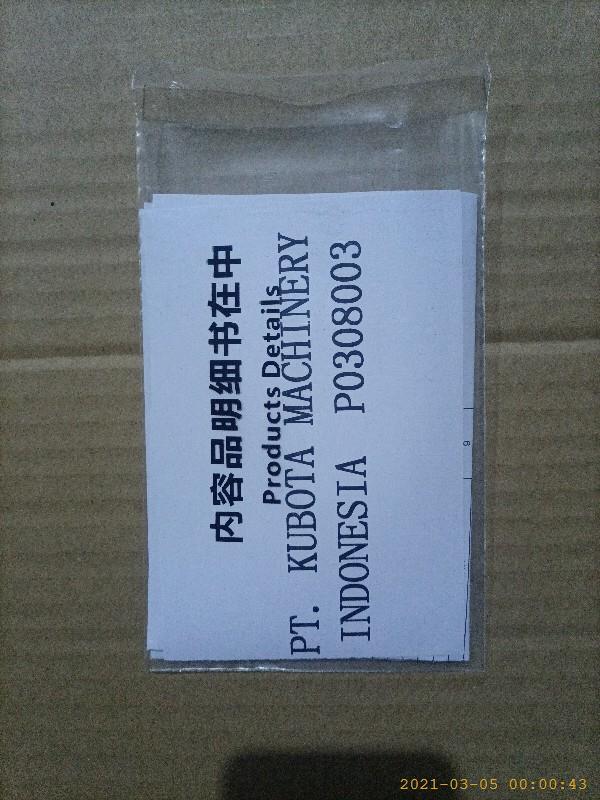 内容品明细书在中
Products Details
PT. KUBOTA MACHINERY
INDONESIA P0308003
6
2021-03-05 00:00:43